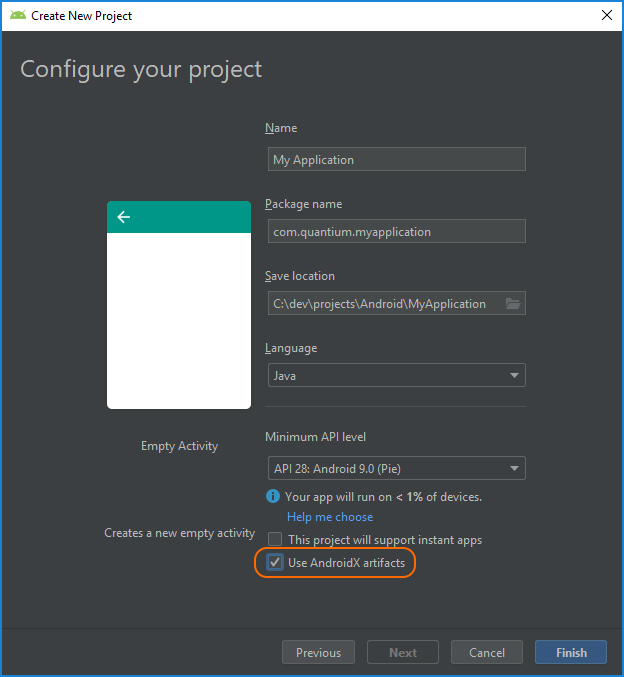 Create New Project
Configure your project
Name
My Application
Package name
com.quantium.myapplication
Save location
C:\dev\projects\Android\MyApplication
Language
Java
Empty Activity
Minimum API level
API 28: Android 9.0 (Pie)
Your app will run on < 1% of devices.
Help me choose
Creates a new empty activity
This project will support instant apps
Use AndroidX artifacts
Previous
Next
Cancel
Finish